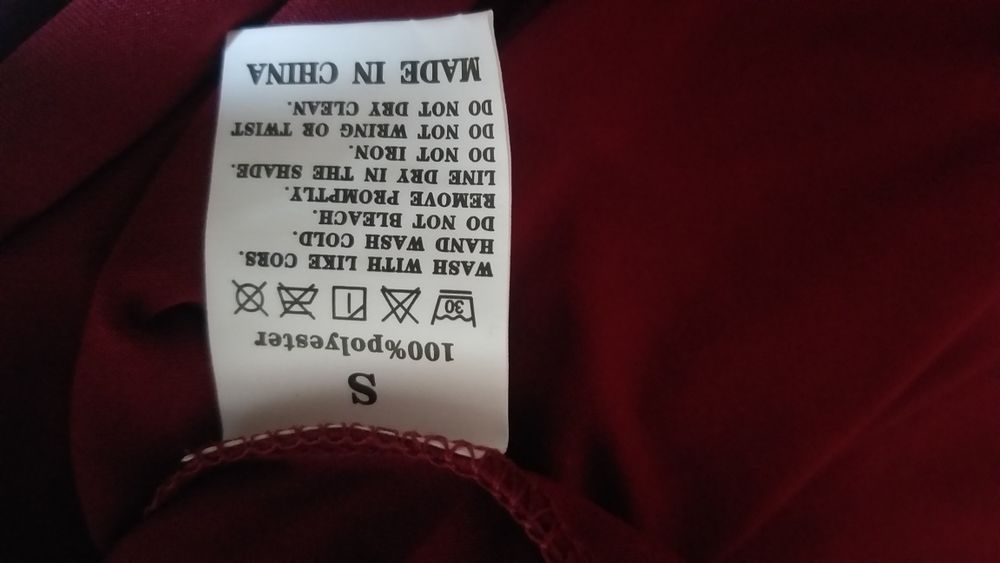 S
100%polyester
30
WASH WITH LIKE CORS.
HAND WASH COLD.
DO NOT BLEACH.
REMOVE PROMPTLY.
LINE DRY IN THE SHADE.
DO NOT IRON.
DO NOT WRING OR TWIST
DO NOT DRY CLEAN.
MADE IN CHINA